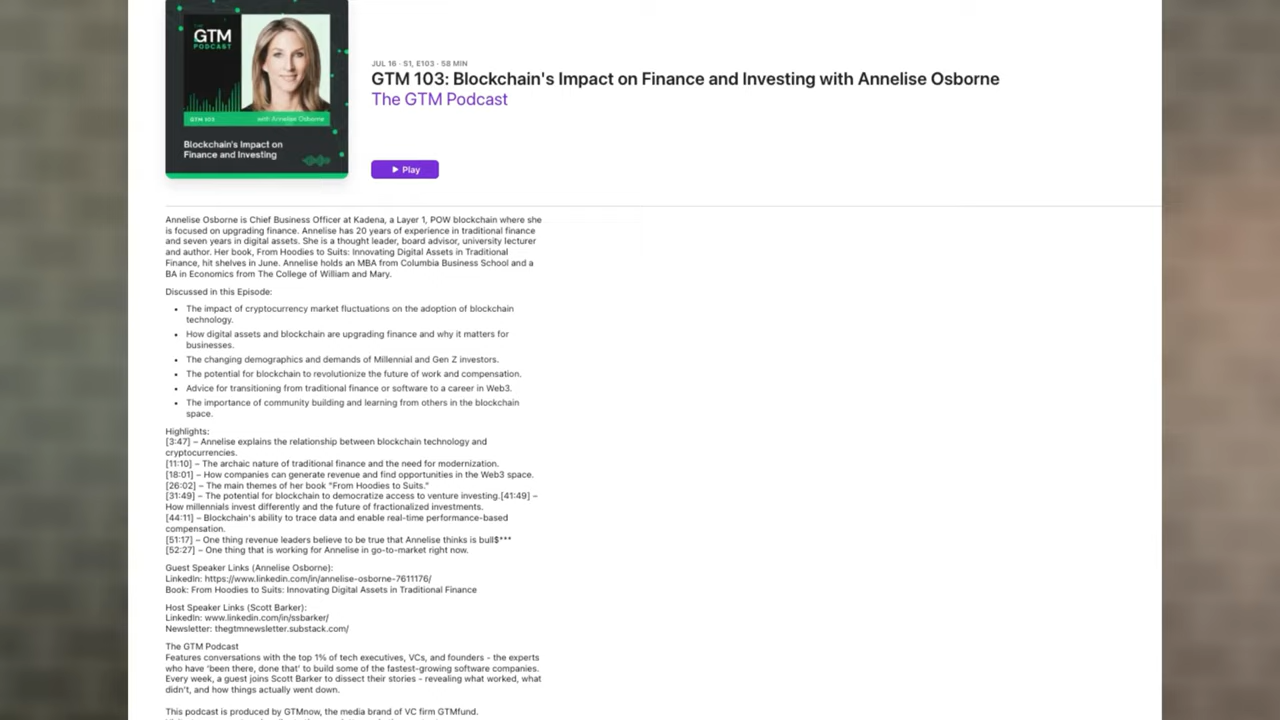 THE
GTM
PODCAST
GTM 103
with Annelise Osborne
Blockchain's Impact on
Finance and Investing
JUL 16 · S1, E103 · 58 MIN
GTM 103: Blockchain's Impact on Finance and Investing with Annelise Osborne
The GTM Podcast
Play
Annelise Osborne is Chief Business Officer at Kadena, a Layer 1, POW blockchain where she
is focused on upgrading finance. Annelise has 20 years of experience in traditional finance
and seven years in digital assets. She is a thought leader, board advisor, university lecturer
and author. Her book, From Hoodies to Suits: Innovating Digital Assets in Traditional
Finance, hit shelves in June. Annelise holds an MBA from Columbia Business School and a
BA in Economics from The College of William and Mary.
Discussed in this Episode:
• The impact of cryptocurrency market fluctuations on the adoption of blockchain
technology.
• How digital assets and blockchain are upgrading finance and why it matters for
businesses.
• The changing demographics and demands of Millennial and Gen Z investors.
• The potential for blockchain to revolutionize the future of work and compensation.
• Advice for transitioning from traditional finance or software to a career in Web3.
• The importance of community building and learning from others in the blockchain
space.
Highlights:
[3:47] – Annelise explains the relationship between blockchain technology and
cryptocurrencies.
[11:10] – The archaic nature of traditional finance and the need for modernization.
[18:01] – How companies can generate revenue and find opportunities in the Web3 space.
[26:02] – The main themes of her book "From Hoodies to Suits."
[31:49] – The potential for blockchain to democratize access to venture investing.[41:49] –
How millennials invest differently and the future of fractionalized investments.
[44:11] – Blockchain's ability to trace data and enable real-time performance-based
compensation.
[51:17] – One thing revenue leaders believe to be true that Annelise thinks is bull$***
[52:27] – One thing that is working for Annelise in go-to-market right now.
Guest Speaker Links (Annelise Osborne):
LinkedIn: https://www.linkedin.com/in/annelise-osborne-7611176/
Book: From Hoodies to Suits: Innovating Digital Assets in Traditional Finance
Host Speaker Links (Scott Barker):
LinkedIn: www.linkedin.com/in/ssbarker/
Newsletter: thegtmnewsletter.substack.com/
The GTM Podcast
Features conversations with the top 1% of tech executives, VCs, and founders - the experts
who have 'been there, done that' to build some of the fastest-growing software companies.
Every week, a guest joins Scott Barker to dissect their stories - revealing what worked, what
didn't, and how things actually went down.
This podcast is produced by GTMnow, the media brand of VC firm GTMfund.